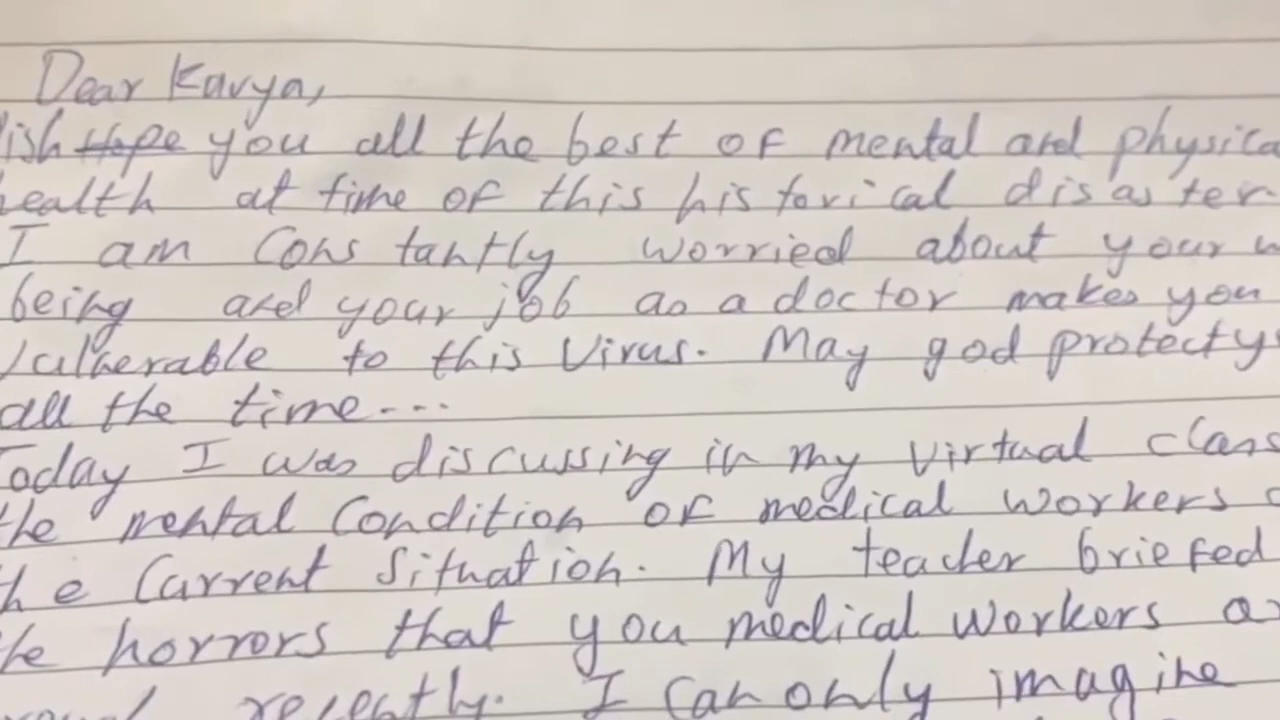 Dear Kavya,
ish Hope you all the best of mental and physica
ealth at time of this historical disaster.
I am Constantly worried about your w
being and your job as a doctor makes you
vulnerable to this Virus. May god protect y
all the time...
Today I was discussing in my virtual class
the mental Condition of medical workers
the Current Situation. My teacher briefed
the horrors that you medical workers ar
recently. I can only imagine